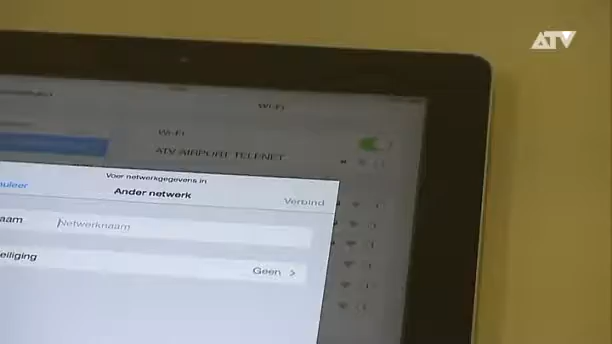 ATV
Wi-Fi
Wi-Fi
ATV AIRPORT TELENET
Voer netwerkgegevens in
Ander netwerk
uleer
Verbind
aam
Netwerknaam
eiliging
Geen